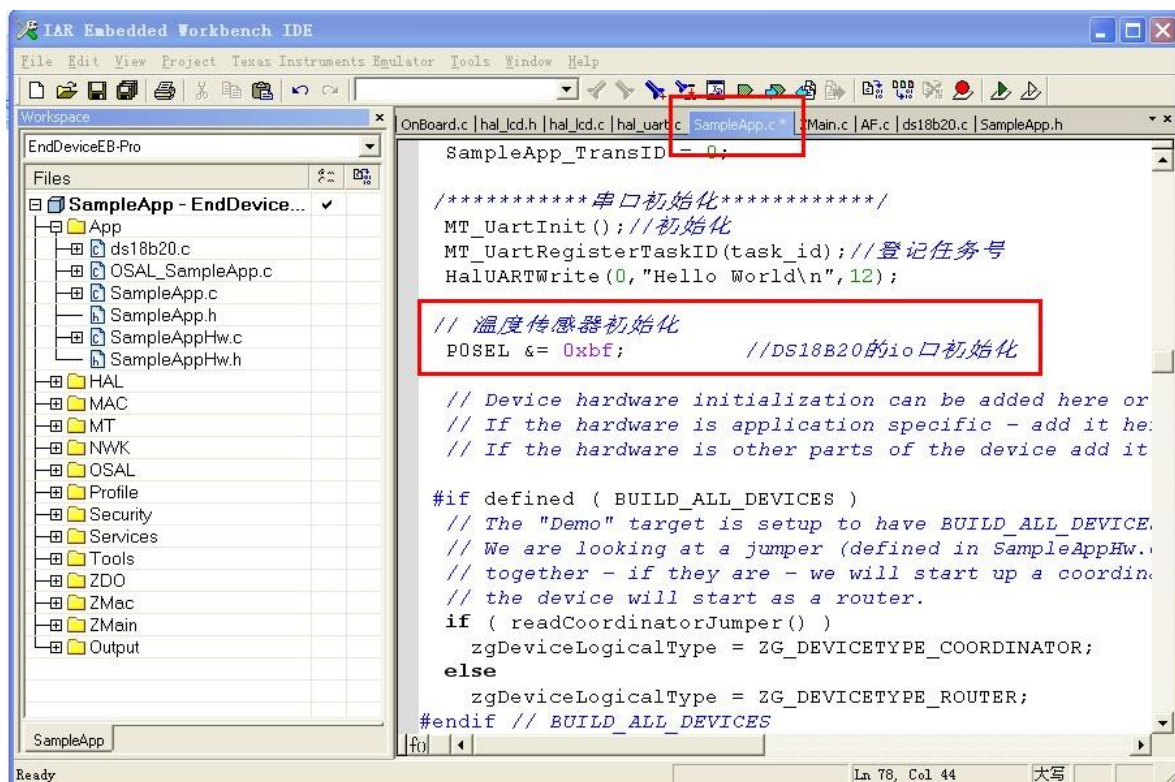 IAR Embedded Workbench IDE
File Edit View Project Texas Instruments Emulator Tools Window Help
Workspace
EndDeviceEB-Pro
Files
SampleApp - EndDevice...
App
ds18b20.c
OSAL_SampleApp.c
SampleApp.c
SampleApp.h
SampleAppHw.c
SampleAppHw.h
HAL
MAC
MT
NWK
OSAL
Profile
Security
Services
Tools
ZDO
ZMac
ZMain
Output
SampleApp
OnBoard.c | hal_lcd.h | hal_lcd.c | hal_uart.c SampleApp.c * ZMain.c | AF.c | ds18b20.c | SampleApp.h
SampleApp_TransID = 0;
/***********串口初始化************/
MT_UartInit();//初始化
MT_UartRegisterTaskID(task_id);//登记任务号
HalUARTWrite(0,"Hello World\n",12);
// 温度传感器初始化
P0SEL &= 0xbf; //DS18B20的io口初始化
// Device hardware initialization can be added here or
// If the hardware is application specific - add it he
// If the hardware is other parts of the device add it
#if defined ( BUILD_ALL_DEVICES )
// The "Demo" target is setup to have BUILD_ALL_DEVICE
// We are looking at a jumper (defined in SampleAppHw.
// together - if they are - we will start up a coordin
// the device will start as a router.
if ( readCoordinatorJumper() )
zgDeviceLogicalType = ZG_DEVICETYPE_COORDINATOR;
else
zgDeviceLogicalType = ZG_DEVICETYPE_ROUTER;
#endif // BUILD_ALL_DEVICES
f()
Ready
Ln 78, Col 44
大写